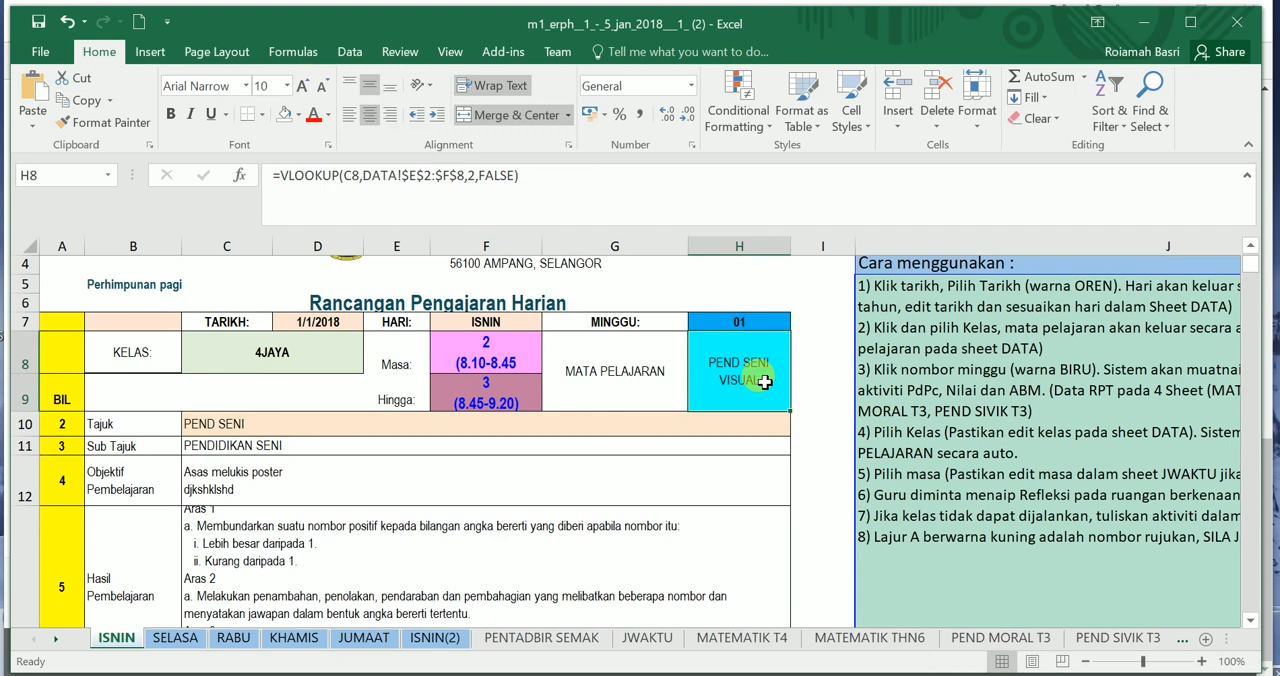 m1_erph__1_-_5_jan_2018___1_ (2) - Excel
File Home Insert Page Layout Formulas Data Review View Add-ins Team Tell me what you want to do... Roiamah Basri Share
Paste
Cut
Copy
Format Painter
Clipboard
Arial Narrow 10
B I U
Font
Wrap Text
Merge & Center
Alignment
General
Number
Conditional Formatting
Format as Table
Cell Styles
Styles
Insert Delete Format
Cells
AutoSum
Fill
Clear
Sort & Filter
Find & Select
Editing
H8 fx =VLOOKUP(C8,DATA!$E$2:$F$8,2,FALSE)
A B C D E F G H I J
4 56100 AMPANG, SELANGOR Cara menggunakan :
5 Perhimpunan pagi
6 Rancangan Pengajaran Harian
7 TARIKH: 1/1/2018 HARI: ISNIN MINGGU: 01
8 KELAS: 4JAYA Masa: 2
(8.10-8.45
MATA PELAJARAN
PEND SENI
VISUAL
9 BIL Hingga: 3
(8.45-9.20)
10 2 Tajuk PEND SENI
11 3 Sub Tajuk PENDIDIKAN SENI
12 4 Objektif
Pembelajaran
Asas melukis poster
djkshklshd
5 Hasil
Pembelajaran
Aras 1
a. Membundarkan suatu nombor positif kepada bilangan angka bererti yang diberi apabila nombor itu:
i. Lebih besar daripada 1.
ii. Kurang daripada 1.
Aras 2
a. Melakukan penambahan, penolakan, pendaraban dan pembahagian yang melibatkan beberapa nombor dan
menyatakan jawapan dalam bentuk angka bererti tertentu.
1) Klik tarikh, Pilih Tarikh (warna OREN). Hari akan keluar s
tahun, edit tarikh dan sesuaikan hari dalam Sheet DATA)
2) Klik dan pilih Kelas, mata pelajaran akan keluar secara a
pelajaran pada sheet DATA)
3) Klik nombor minggu (warna BIRU). Sistem akan muatnai
aktiviti PdPc, Nilai dan ABM. (Data RPT pada 4 Sheet (MAT
MORAL T3, PEND SIVIK T3)
4) Pilih Kelas (Pastikan edit kelas pada sheet DATA). Sistem
PELAJARAN secara auto.
5) Pilih masa (Pastikan edit masa dalam sheet JWAKTU jika
6) Guru diminta menaip Refleksi pada ruangan berkenaan
7) Jika kelas tidak dapat dijalankan, tuliskan aktiviti dalam
8) Lajur A berwarna kuning adalah nombor rujukan, SILA J
ISNIN SELASA RABU KHAMIS JUMAAT ISNIN(2) PENTADBIR SEMAK JWAKTU MATEMATIK T4 MATEMATIK THN6 PEND MORAL T3 PEND SIVIK T3 ...
Ready 100%